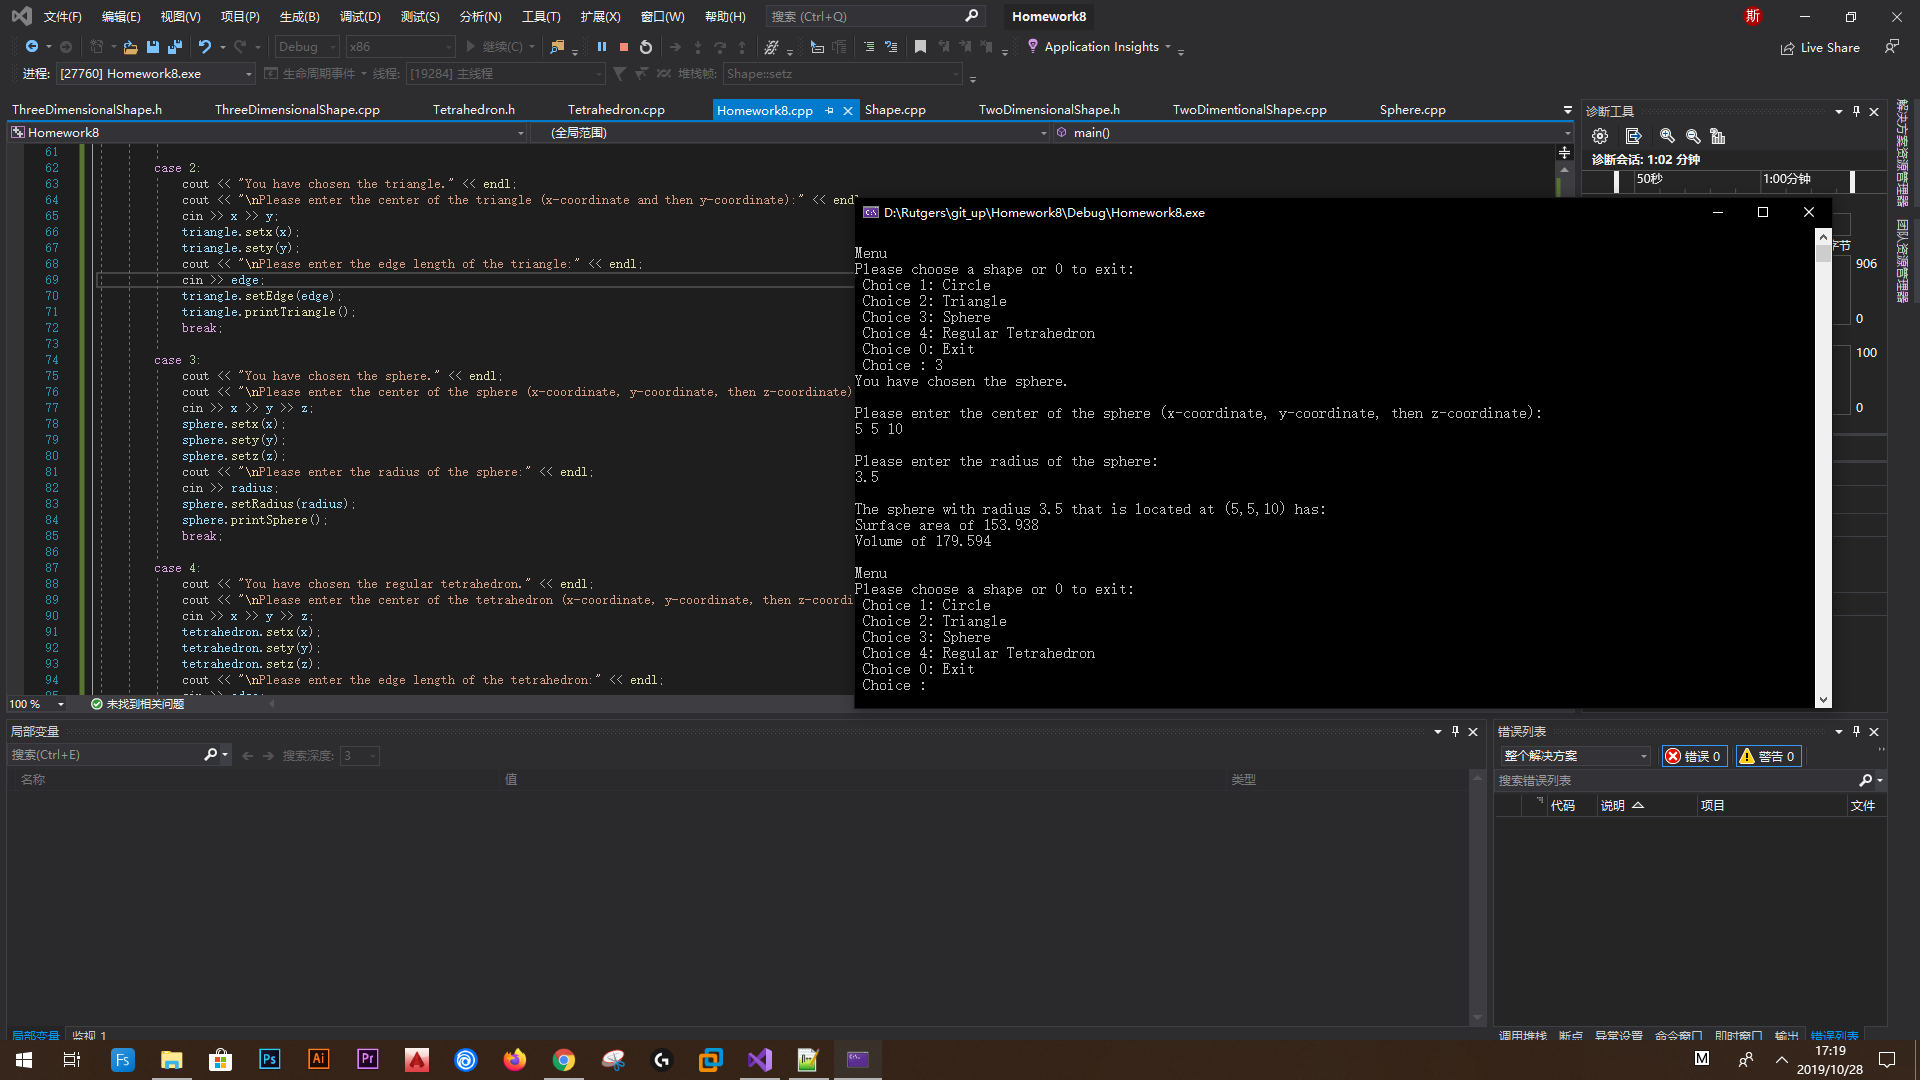 文件(F) 编辑(E) 视图(V) 项目(P) 生成(B) 调试(D) 测试(S) 分析(N) 工具(T) 扩展(X) 窗口(W) 帮助(H) 搜索 (Ctrl+Q) Homework8 斯
Debug x86 继续(C) Application Insights Live Share
进程: [27760] Homework8.exe 生命周期事件 线程: [19284] 主线程 堆栈帧: Shape::setz
ThreeDimensionalShape.h ThreeDimensionalShape.cpp Tetrahedron.h Tetrahedron.cpp Homework8.cpp Shape.cpp TwoDimensionalShape.h TwoDimentionalShape.cpp Sphere.cpp
Homework8 (全局范围) main()
61
62 case 2:
63 cout << "You have chosen the triangle." << endl;
64 cout << "\nPlease enter the center of the triangle (x-coordinate and then y-coordinate):" << endl
65 cin >> x >> y;
66 triangle.setx(x);
67 triangle.sety(y);
68 cout << "\nPlease enter the edge length of the triangle:" << endl;
69 cin >> edge;
70 triangle.setEdge(edge);
71 triangle.printTriangle();
72 break;
73
74 case 3:
75 cout << "You have chosen the sphere." << endl;
76 cout << "\nPlease enter the center of the sphere (x-coordinate, y-coordinate, then z-coordinate)
77 cin >> x >> y >> z;
78 sphere.setx(x);
79 sphere.sety(y);
80 sphere.setz(z);
81 cout << "\nPlease enter the radius of the sphere:" << endl;
82 cin >> radius;
83 sphere.setRadius(radius);
84 sphere.printSphere();
85 break;
86
87 case 4:
88 cout << "You have chosen the regular tetrahedron." << endl;
89 cout << "\nPlease enter the center of the tetrahedron (x-coordinate, y-coordinate, then z-coordi
90 cin >> x >> y >> z;
91 tetrahedron.setx(x);
92 tetrahedron.sety(y);
93 tetrahedron.setz(z);
94 cout << "\nPlease enter the edge length of the tetrahedron:" << endl;
100 % 未找到相关问题
D:\Rutgers\git_up\Homework8\Debug\Homework8.exe
Menu
Please choose a shape or 0 to exit:
Choice 1: Circle
Choice 2: Triangle
Choice 3: Sphere
Choice 4: Regular Tetrahedron
Choice 0: Exit
Choice : 3
You have chosen the sphere.
Please enter the center of the sphere (x-coordinate, y-coordinate, then z-coordinate):
5 5 10
Please enter the radius of the sphere:
3.5
The sphere with radius 3.5 that is located at (5,5,10) has:
Surface area of 153.938
Volume of 179.594
Menu
Please choose a shape or 0 to exit:
Choice 1: Circle
Choice 2: Triangle
Choice 3: Sphere
Choice 4: Regular Tetrahedron
Choice 0: Exit
Choice :
诊断工具
诊断会话: 1:02 分钟
50秒 1:00分钟
字节
906
0
100
0
解决方案资源管理器
团队资源管理器
局部变量
搜索(Ctrl+E) 搜索深度: 3
名称 值 类型
局部变量 监视 1
错误列表
整个解决方案 错误 0 警告 0
搜索错误列表
代码 说明 项目 文件
调用堆栈 断点 异常设置 命令窗口 即时窗口 输出 错误列表
Fs Ps Ai Pr M
17:19
2019/10/28